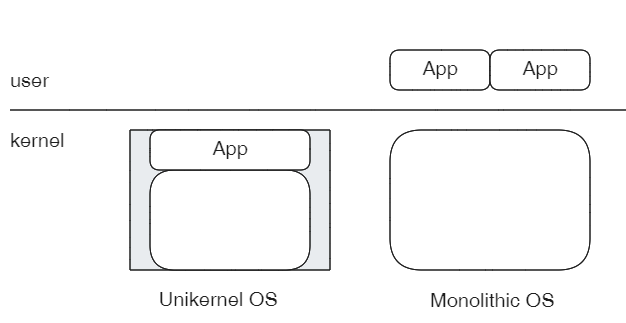 App App
user
kernel
App
Unikernel OS
Monolithic OS